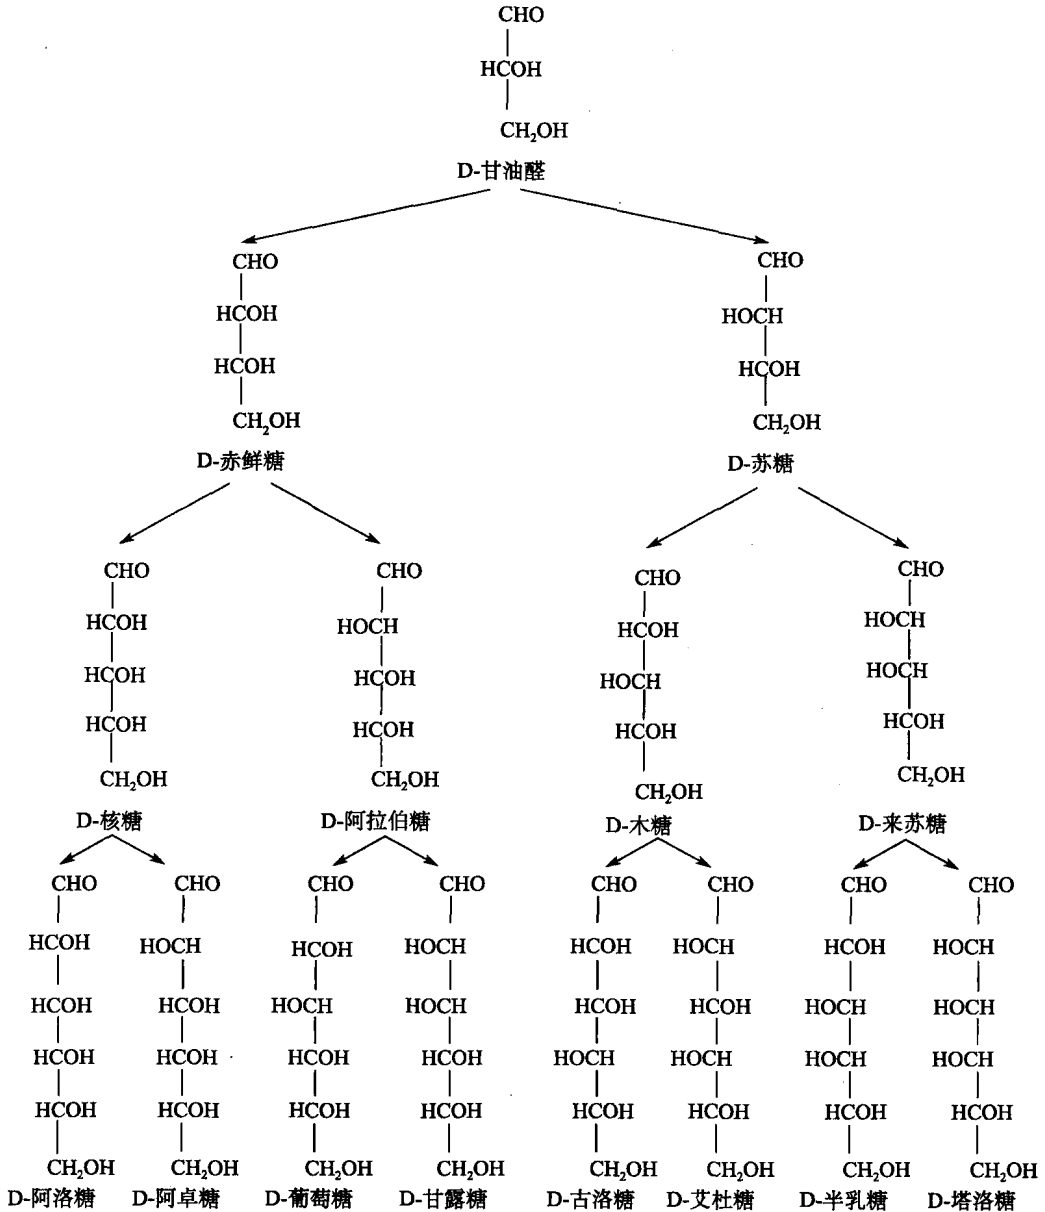 CHO
HCOH
CH₂OH
D-甘油醛
CHO CHO
HCOH HOCH
HCOH HCOH
CH₂OH CH₂OH
D-赤鲜糖 D-苏糖
CHO CHO CHO CHO
HCOH HOCH HCOH HOCH
HCOH HCOH HOCH HOCH
HCOH HCOH HCOH HCOH
CH₂OH CH₂OH CH₂OH CH₂OH
D-核糖 D-阿拉伯糖 D-木糖 D-来苏糖
CHO CHO CHO CHO CHO CHO CHO CHO
HCOH HOCH HCOH HOCH HCOH HOCH HCOH HOCH
HCOH HCOH HOCH HOCH HCOH HCOH HOCH HOCH
HCOH HCOH HCOH HCOH HOCH HOCH HOCH HOCH
HCOH HCOH HCOH HCOH HCOH HCOH HCOH HCOH
CH₂OH CH₂OH CH₂OH CH₂OH CH₂OH CH₂OH CH₂OH CH₂OH
D-阿洛糖 D-阿卓糖 D-葡萄糖 D-甘露糖 D-古洛糖 D-艾杜糖 D-半乳糖 D-塔洛糖